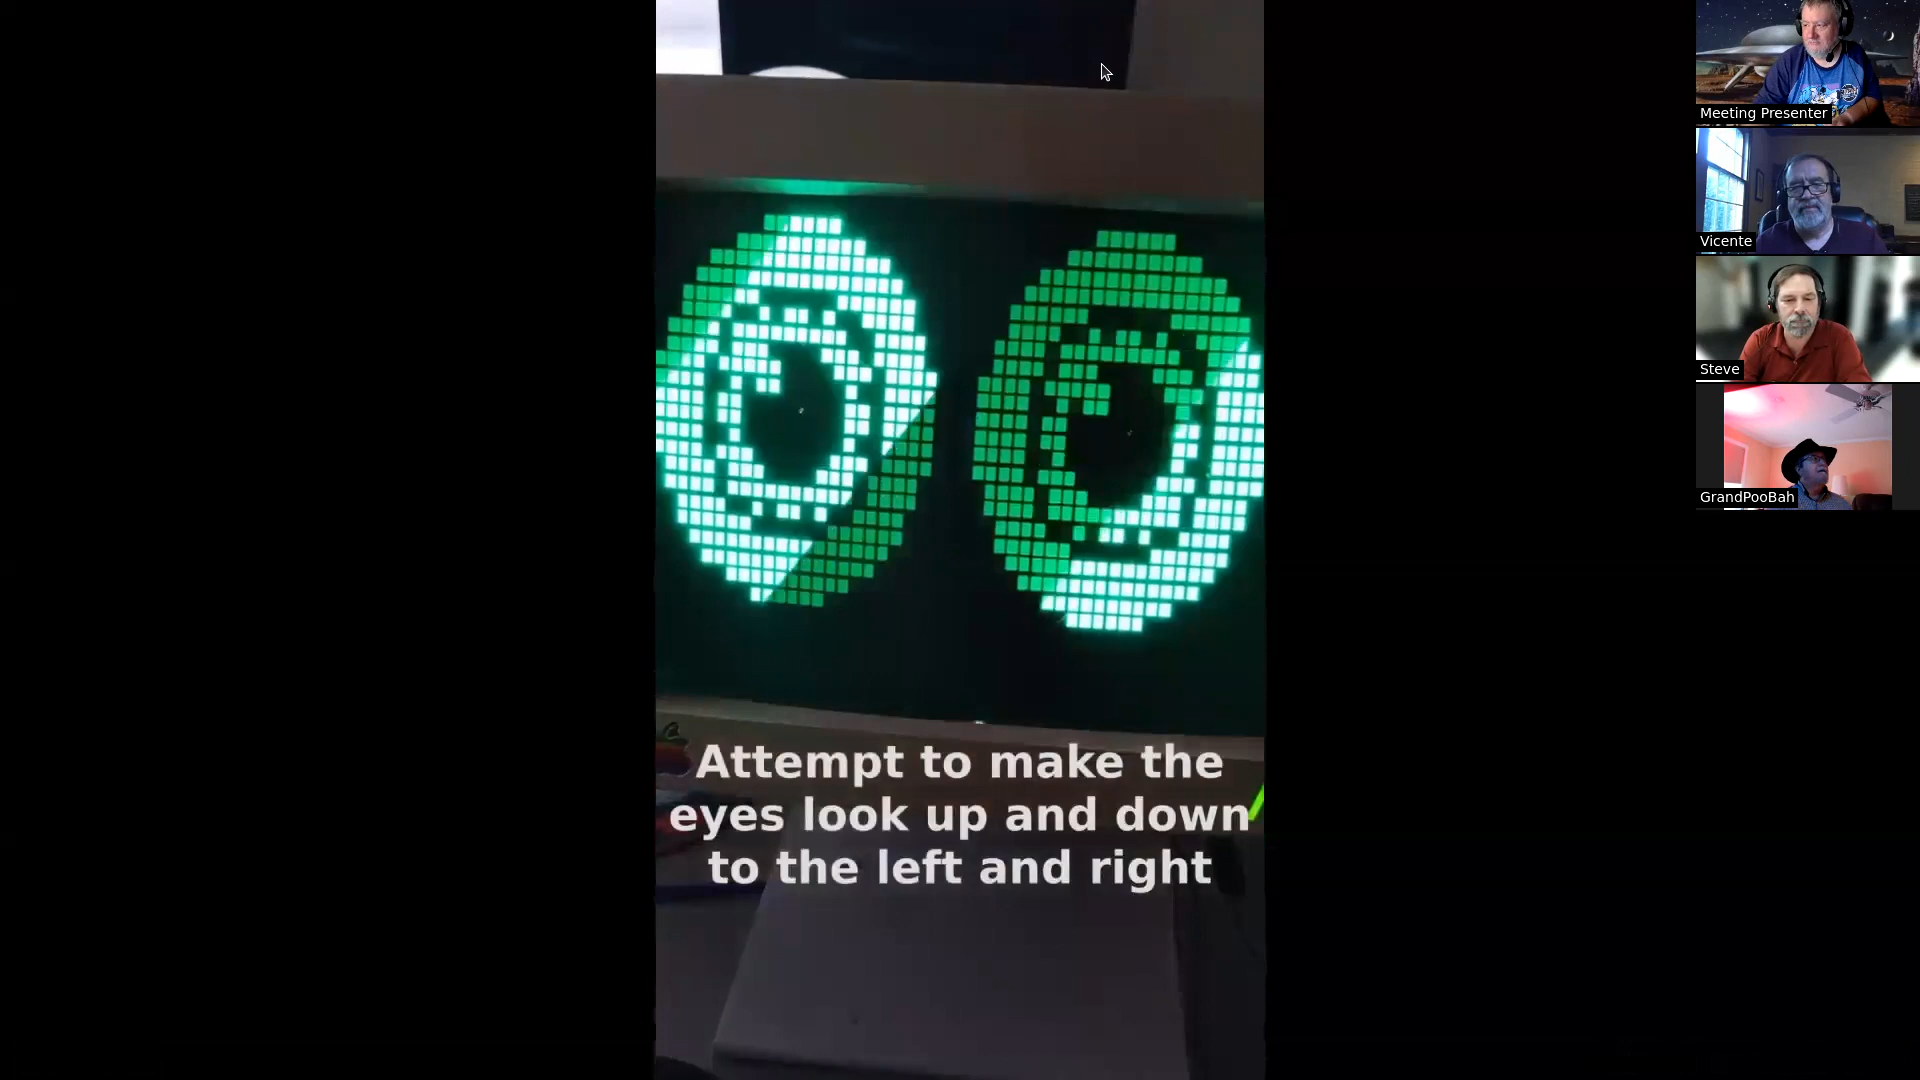 Meeting Presenter
Vicente
Steve
GrandPooBah
Attempt to make the
eyes look up and down
to the left and right